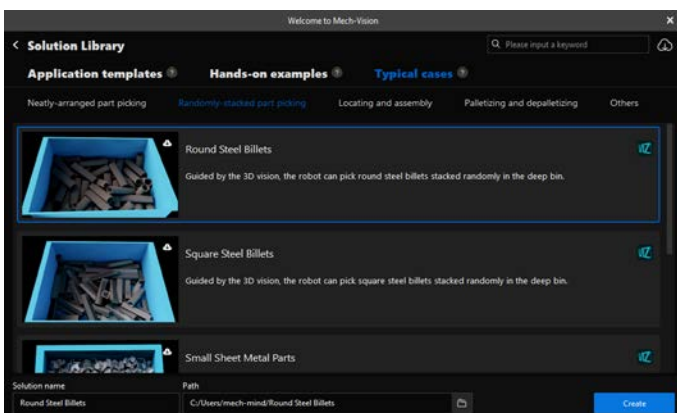 Welcome to Mech-Vision
Solution Library
Please input a keyword
Application templates ?
Hands-on examples ?
Typical cases ?
Neatly-arranged part picking
Randomly-stacked part picking
Locating and assembly
Palletizing and depalletizing
Others
Round Steel Billets
Guided by the 3D vision, the robot can pick round steel billets stacked randomly in the deep bin.
Square Steel Billets
Guided by the 3D vision, the robot can pick square steel billets stacked randomly in the deep bin.
Small Sheet Metal Parts
Solution name
Path
Round Steel Billets
C:/Users/mech-mind/Round Steel Billets
Create